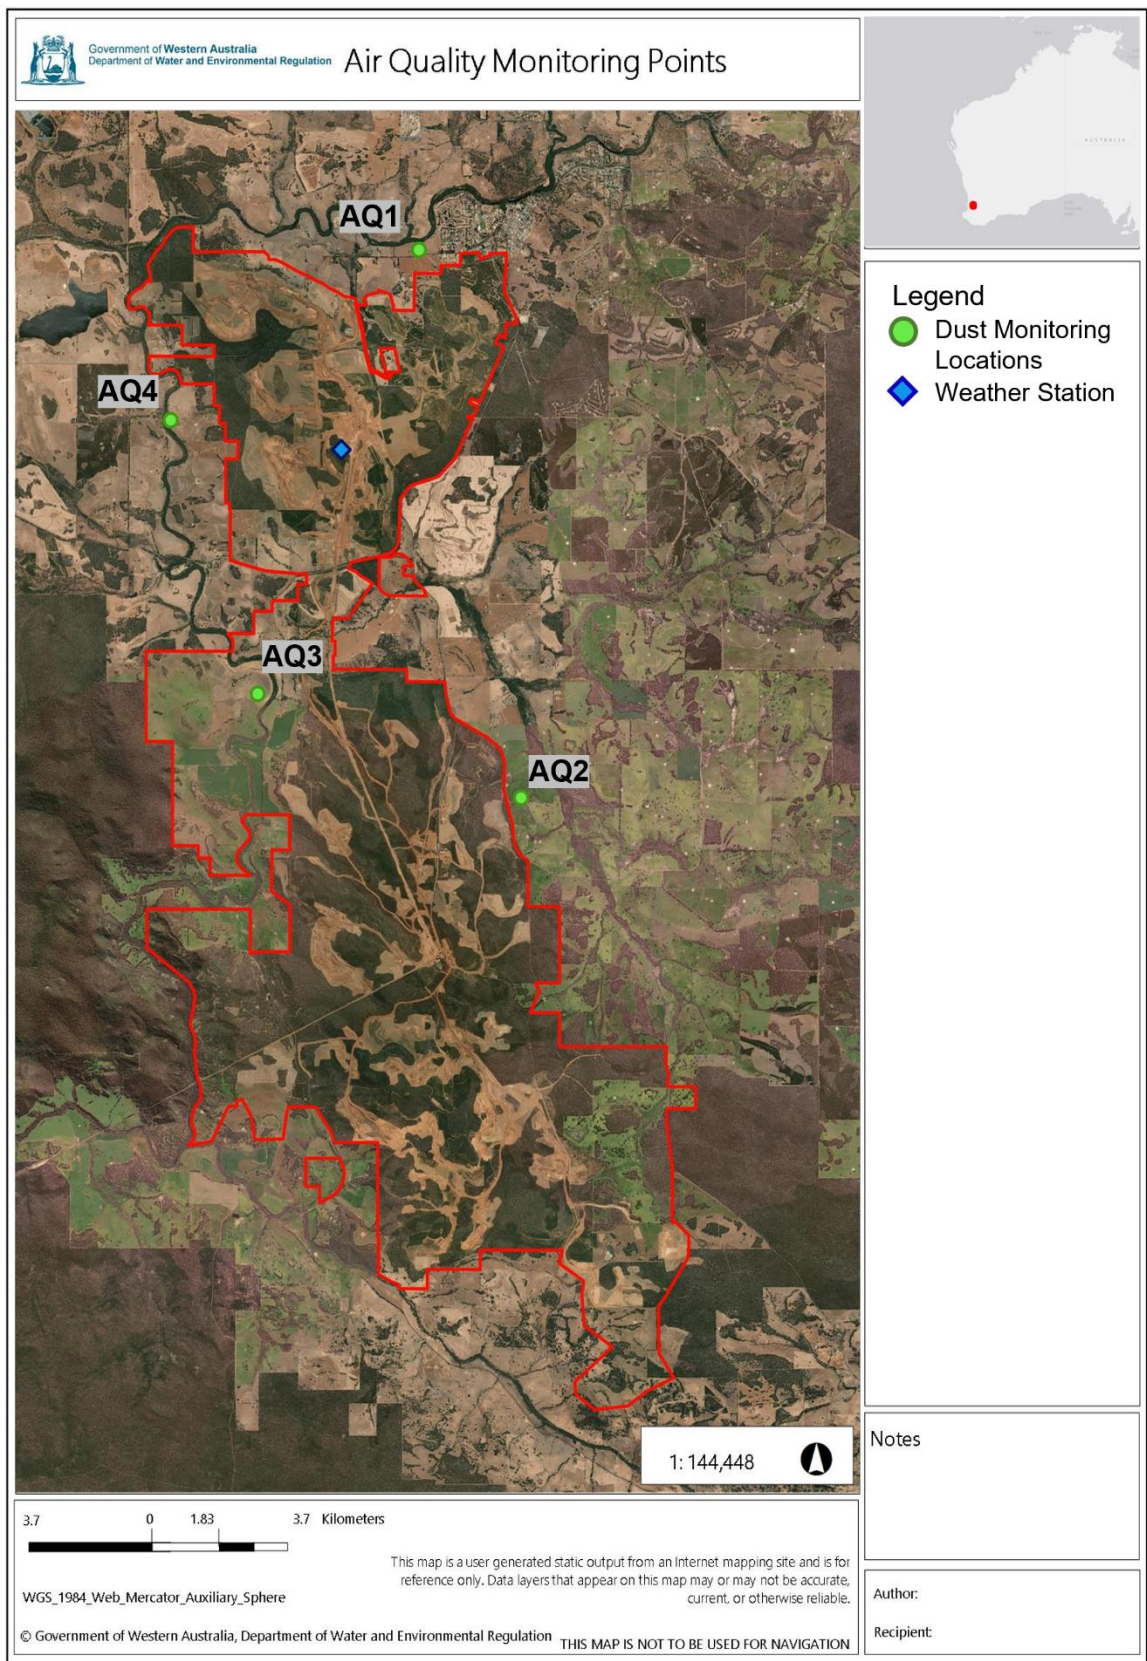 Government of Western Australia
Department of Water and Environmental Regulation
Air Quality Monitoring Points
AUSTRALIA
AQ1
AQ4
AQ3
AQ2
Legend
Dust Monitoring
Locations
Weather Station
1: 144,448
Notes
3.7 0 1.83 3.7 Kilometers
This map is a user generated static output from an Internet mapping site and is for
reference only. Data layers that appear on this map may or may not be accurate,
current, or otherwise reliable.
WGS_1984_Web_Mercator_Auxiliary_Sphere
© Government of Western Australia, Department of Water and Environmental Regulation
THIS MAP IS NOT TO BE USED FOR NAVIGATION
Author:
Recipient: